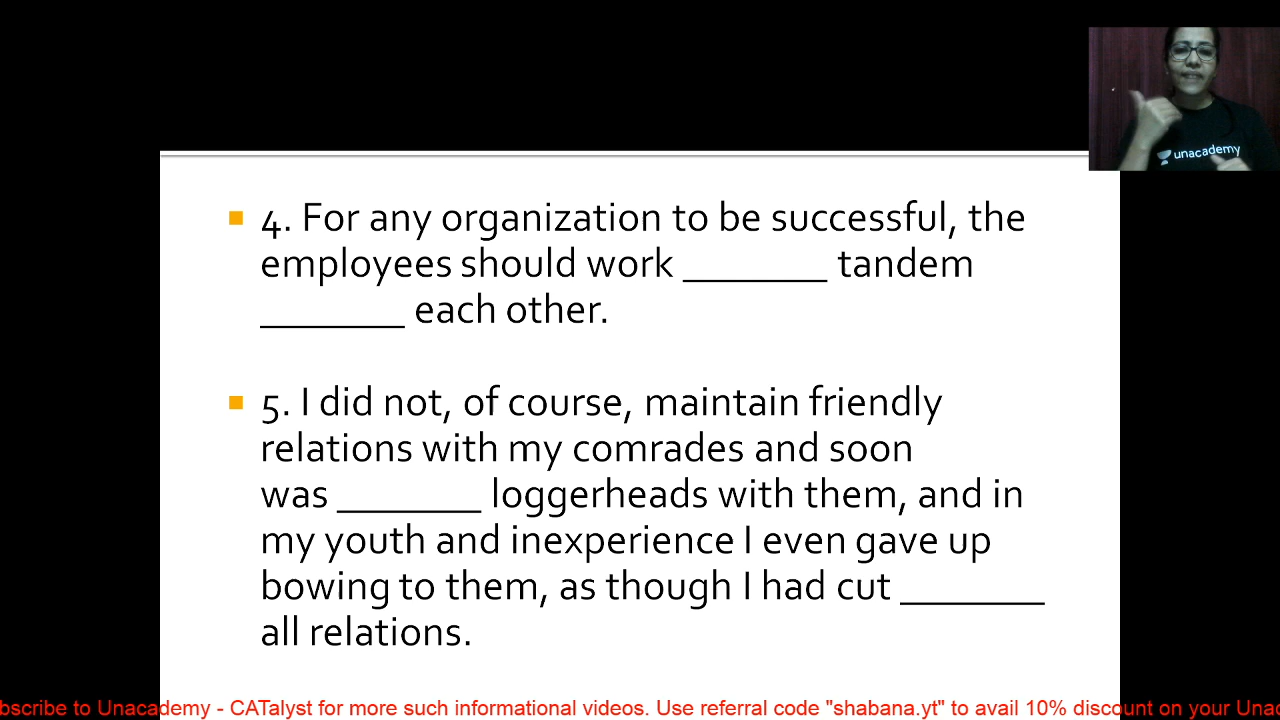 unacademy
4. For any organization to be successful, the
employees should work ________ tandem
________ each other.
5. I did not, of course, maintain friendly
relations with my comrades and soon
was ________ loggerheads with them, and in
my youth and inexperience I even gave up
bowing to them, as though I had cut ________
all relations.
bscribe to Unacademy - CATalyst for more such informational videos. Use referral code "shabana.yt" to avail 10% discount on your Unac